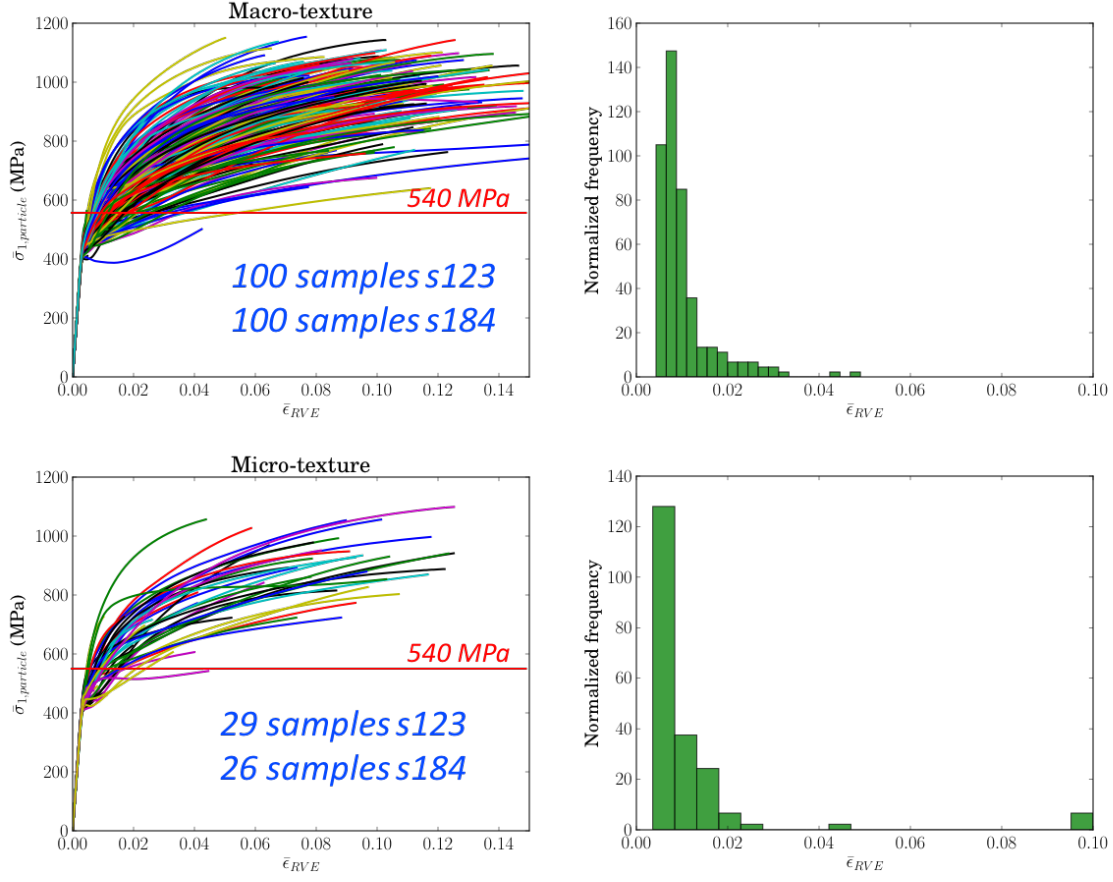 Macro-texture
1200
1000
800
600
400
200
0
0.00 0.02 0.04 0.06 0.08 0.10 0.12 0.14
σ̄1,particle (MPa)
ϵ̄RVE
540 MPa
100 samples s123
100 samples s184
160
140
120
100
80
60
40
20
0
0.00 0.02 0.04 0.06 0.08 0.10
Normalized frequency
ϵ̄RVE
Micro-texture
1200
1000
800
600
400
200
0
0.00 0.02 0.04 0.06 0.08 0.10 0.12 0.14
σ̄1,particle (MPa)
ϵ̄RVE
540 MPa
29 samples s123
26 samples s184
140
120
100
80
60
40
20
0
0.00 0.02 0.04 0.06 0.08 0.10
Normalized frequency
ϵ̄RVE